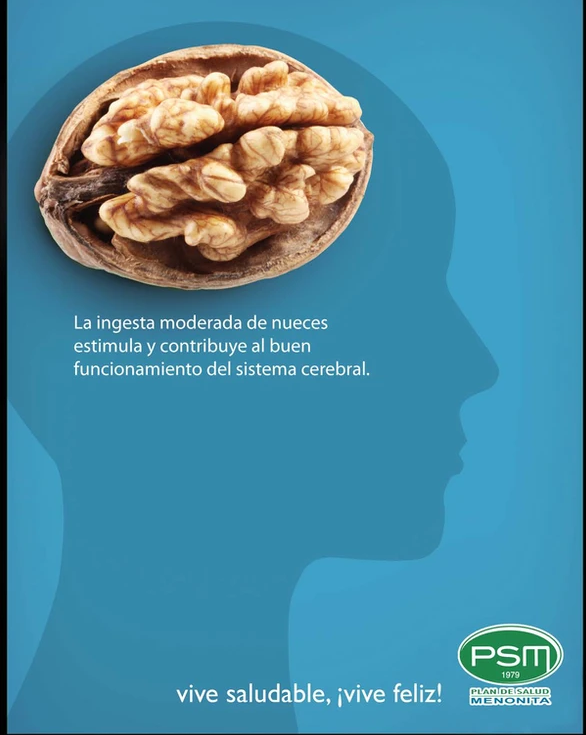 La ingesta moderada de nueces
estimula y contribuye al buen
funcionamiento del sistema cerebral.
vive saludable, ¡vive feliz!
PSM
1979
PLAN DE SALUD
MENONITA